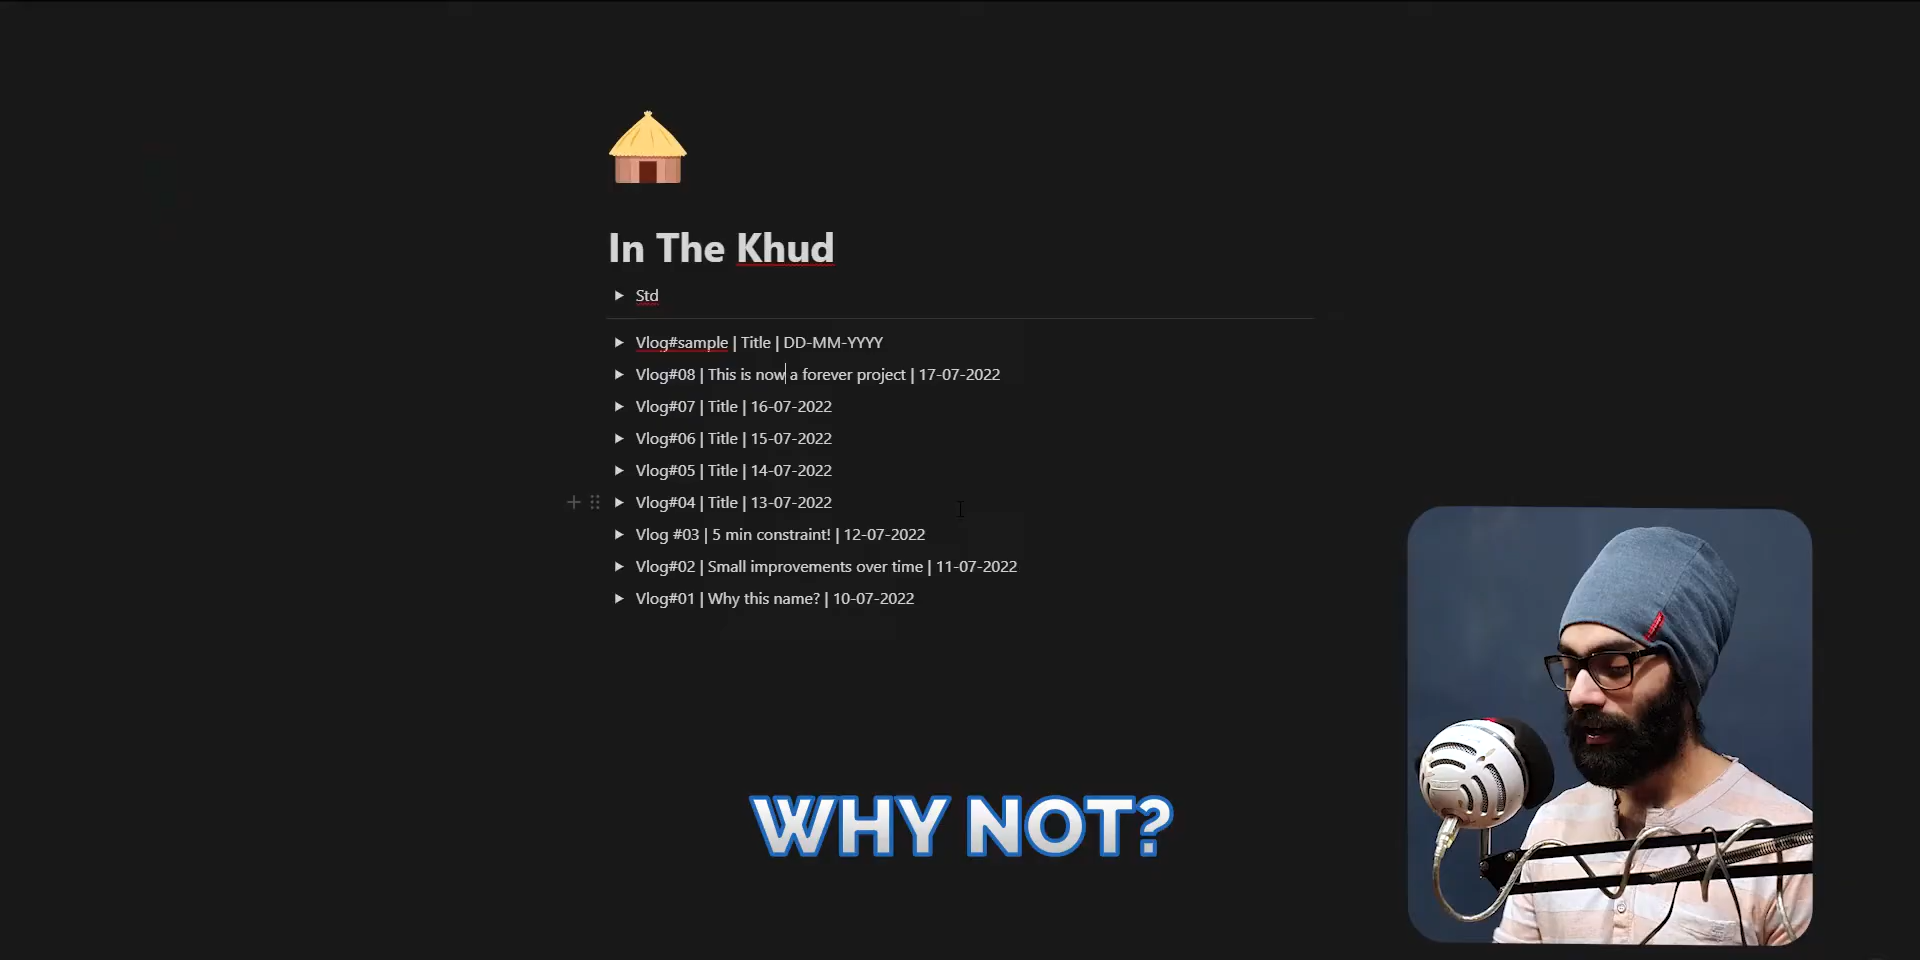 In The Khud
Std
Vlog#sample | Title | DD-MM-YYYY
Vlog#08 | This is now a forever project | 17-07-2022
Vlog#07 | Title | 16-07-2022
Vlog#06 | Title | 15-07-2022
Vlog#05 | Title | 14-07-2022
Vlog#04 | Title | 13-07-2022
Vlog #03 | 5 min constraint! | 12-07-2022
Vlog#02 | Small improvements over time | 11-07-2022
Vlog#01 | Why this name? | 10-07-2022
WHY NOT?